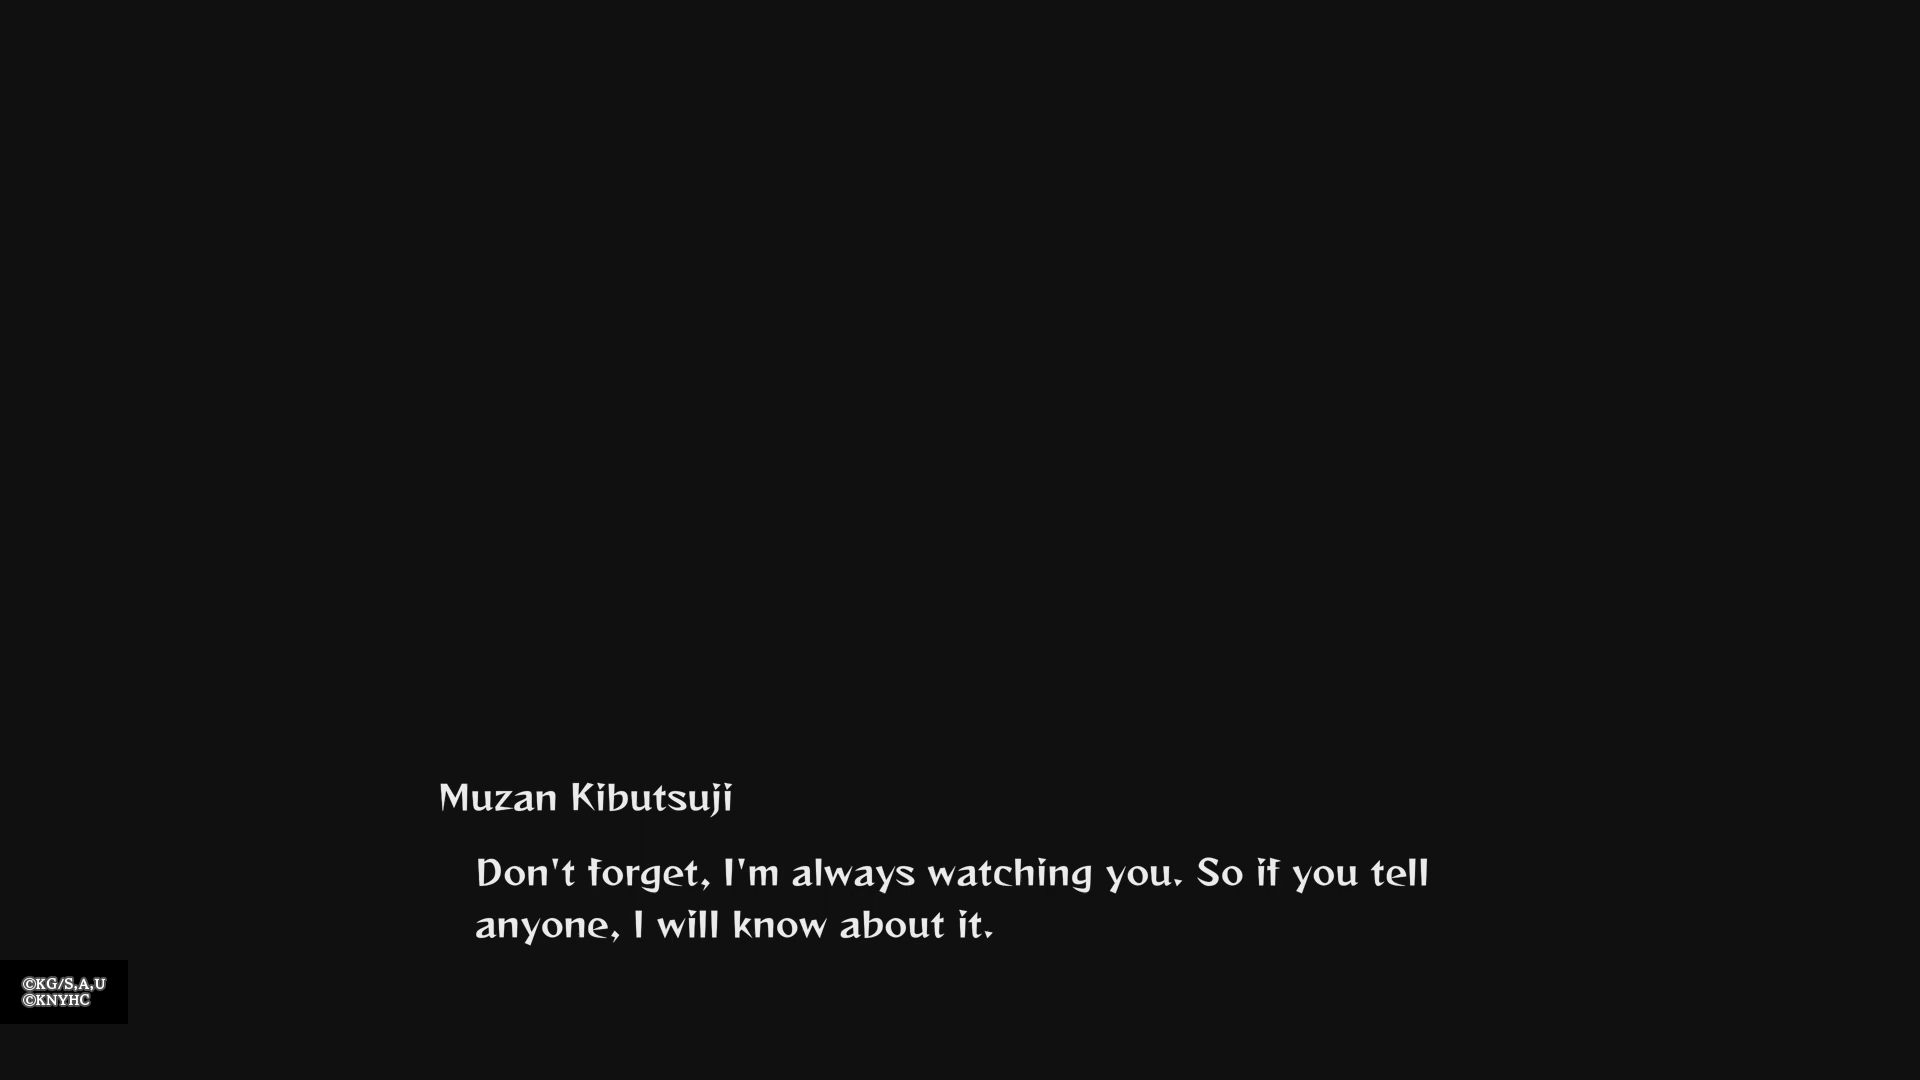 Muzan Kibutsuji
Don't forget, I'm always watching you. So if you tell
anyone, I will know about it.
©KG/S,A,U
©KNYHC